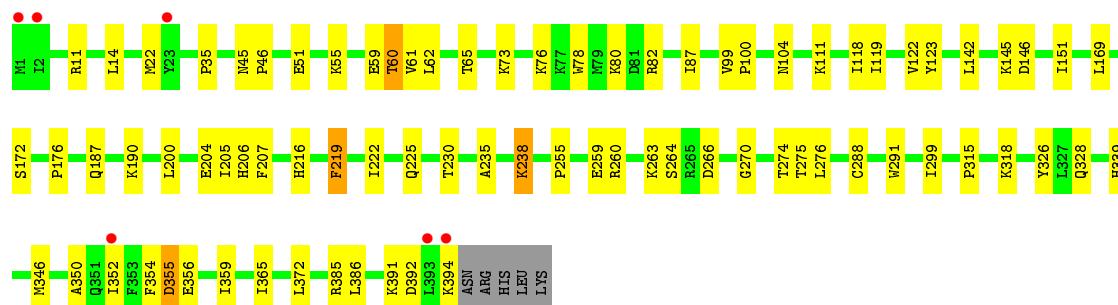 M1 I2 R11 L14 M22 Y23 P35 N45 P46 E51 K55 E59 T60 V61 L62 T65 K73 K76 K77 W78 M79 K80 D81 R82 I87 V99 P100 N104 K111 I118 I119 V122 Y123 L142 K145 D146 I151 L169
S172 P176 Q187 K190 L200 E204 I205 H206 F207 H216 F219 I222 Q225 T230 A235 K238 P255 E259 R260 K263 S264 R265 D266 G270 T274 T275 L276 C288 W291 I299 P315 K318 Y326 L327 Q328 H339
M346 A350 Q351 I352 F353 F354 D355 E356 I359 I365 L372 R385 L386 K391 D392 L393 K394 ASN ARG HIS LEU LYS